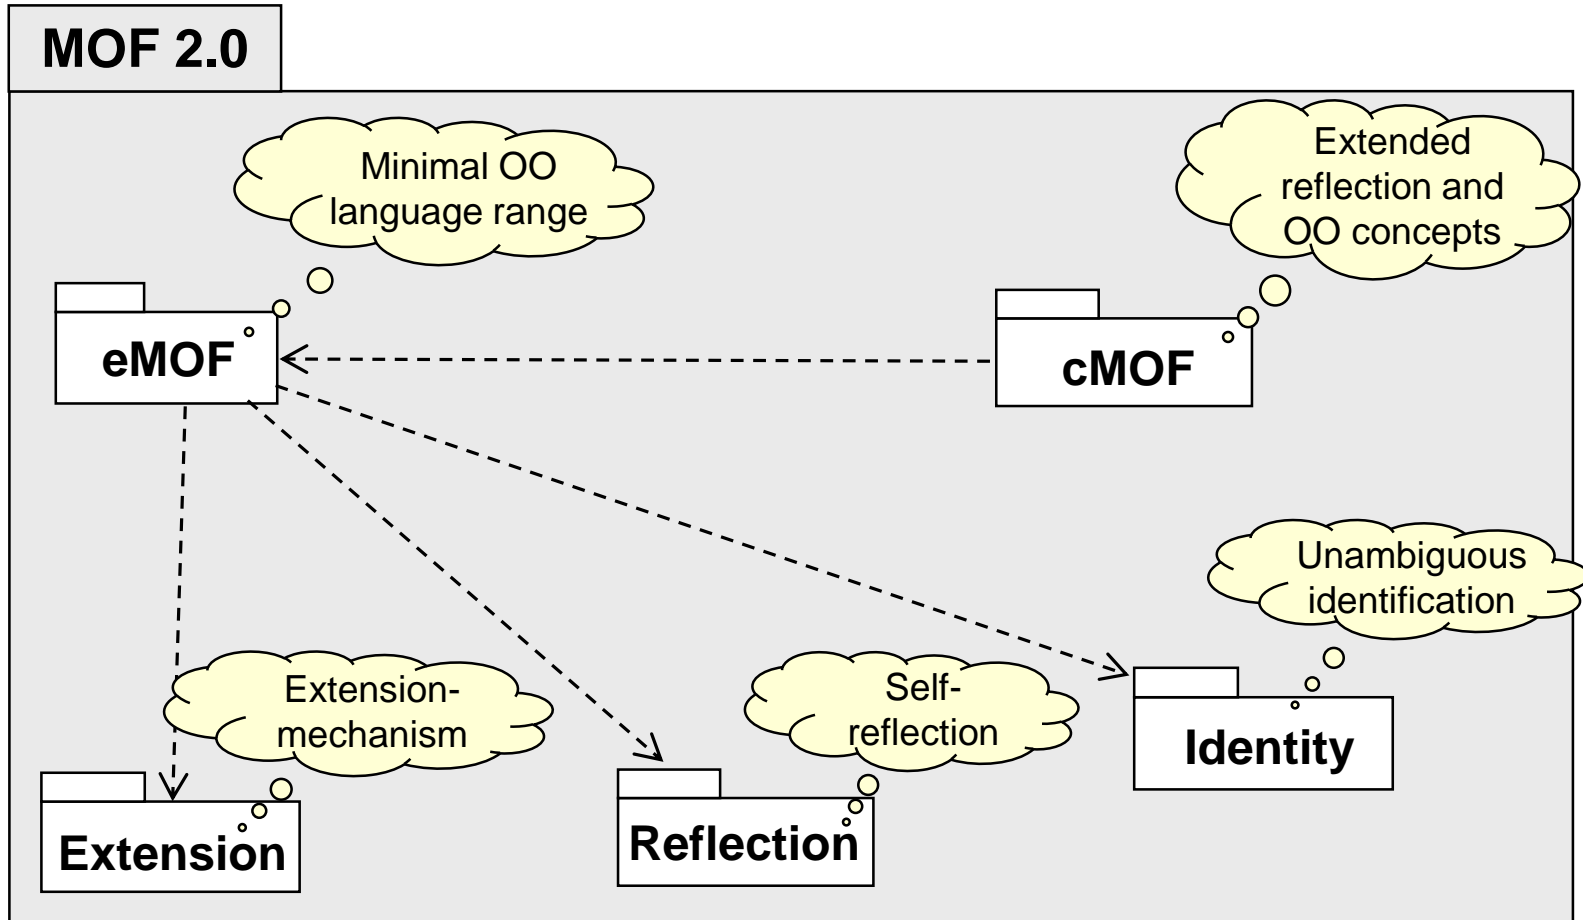 MOF 2.0
Minimal OO
language range
Extended
reflection and
OO concepts
eMOF
cMOF
Unambiguous
identification
Extension-
mechanism
Self-
reflection
Identity
Extension
Reflection